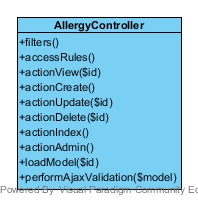 AllergyController
+filters()
+accessRules()
+actionView($id)
+actionCreate()
+actionUpdate($id)
+actionDelete($id)
+actionIndex()
+actionAdmin()
+loadModel($id)
+performAjaxValidation($model)
Powered By Visual Paradigm Community Ed